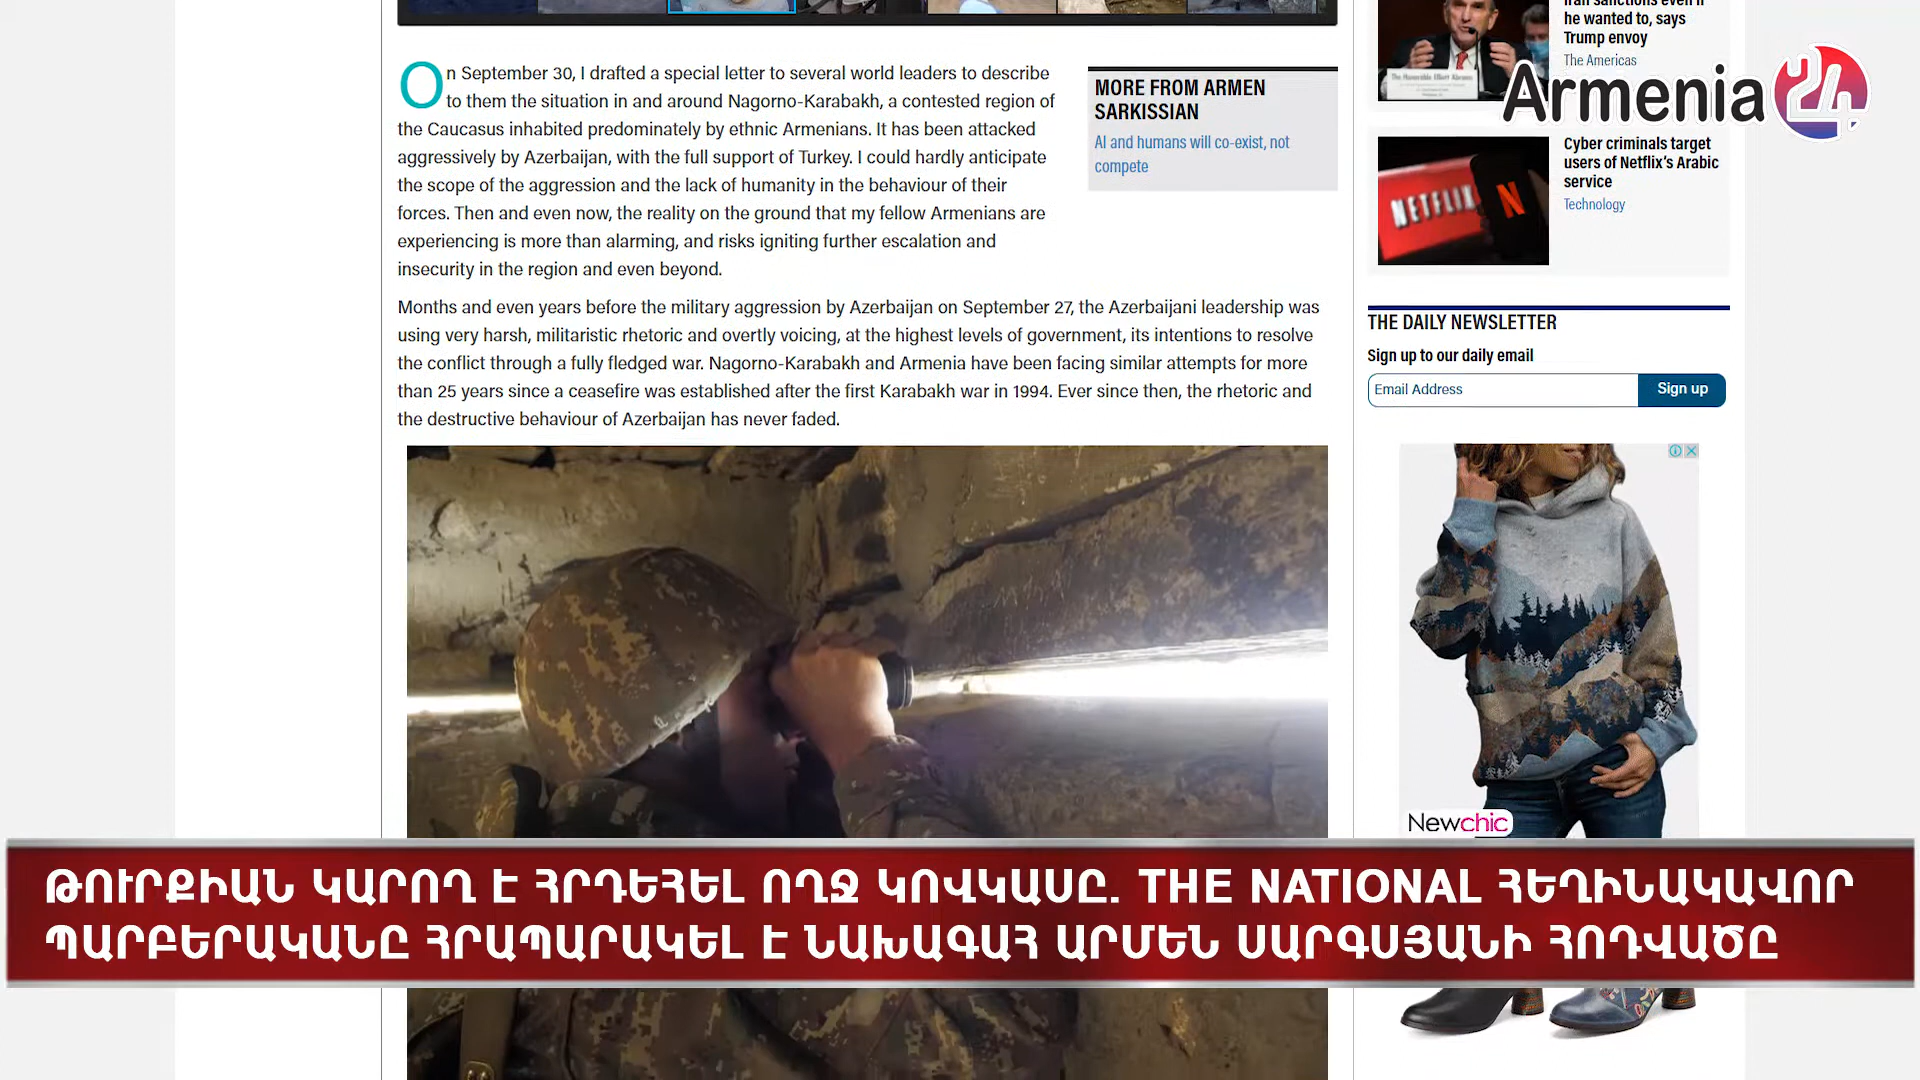 On September 30, I drafted a special letter to several world leaders to describe
to them the situation in and around Nagorno-Karabakh, a contested region of
the Caucasus inhabited predominately by ethnic Armenians. It has been attacked
aggressively by Azerbaijan, with the full support of Turkey. I could hardly anticipate
the scope of the aggression and the lack of humanity in the behaviour of their
forces. Then and even now, the reality on the ground that my fellow Armenians are
experiencing is more than alarming, and risks igniting further escalation and
insecurity in the region and even beyond.
Months and even years before the military aggression by Azerbaijan on September 27, the Azerbaijani leadership was
using very harsh, militaristic rhetoric and overtly voicing, at the highest levels of government, its intentions to resolve
the conflict through a fully fledged war. Nagorno-Karabakh and Armenia have been facing similar attempts for more
than 25 years since a ceasefire was established after the first Karabakh war in 1994. Ever since then, the rhetoric and
the destructive behaviour of Azerbaijan has never faded.
MORE FROM ARMEN
SARKISSIAN
AI and humans will co-exist, not
compete
Iran sanctions even if
he wanted to, says
Trump envoy
The Americas
The Honorable Elliott Abrams
Armenia 24
NETFLIX
N
Cyber criminals target
users of Netflix's Arabic
service
Technology
THE DAILY NEWSLETTER
Sign up to our daily email
Email Address
Sign up
Newchic
ԹՈՒՐՔԻԱՆ ԿԱՐՈՂ Է ՀՐԴԵՀԵԼ ՈՂՋ ԿՈՎԿԱՍԸ. THE NATIONAL ՀԵՂԻՆԱԿԱՎՈՐ
ՊԱՐԲԵՐԱԿԱՆԸ ՀՐԱՊԱՐԱԿԵԼ Է ՆԱԽԱԳԱՀ ԱՐՄԵՆ ՍԱՐԳՍՅԱՆԻ ՀՈԴՎԱԾԸ